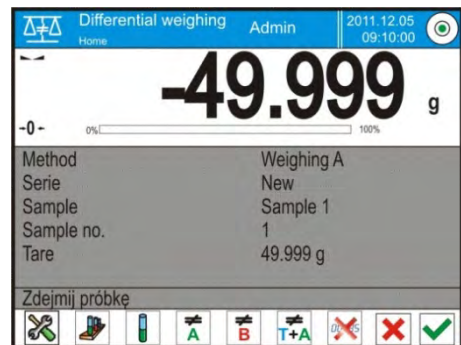 Differential weighing Admin 2011.12.05
Home 09:10:00
-49.999 g
→0← 0% 100%
Method Weighing A
Serie New
Sample Sample 1
Sample no. 1
Tare 49.999 g
Zdejmij próbkę
A B T+A